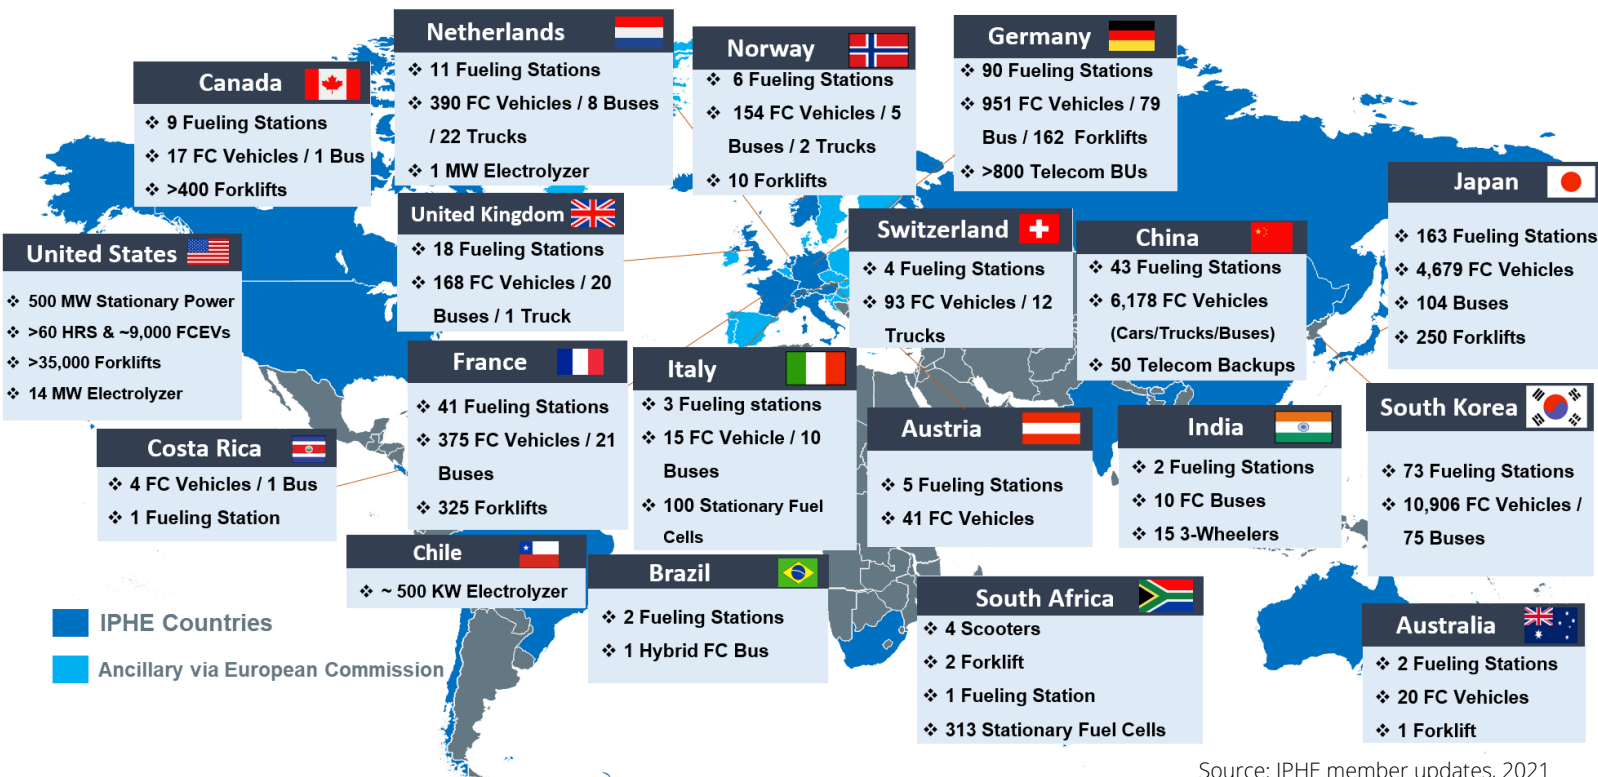 Netherlands
11 Fueling Stations
390 FC Vehicles / 8 Buses
/ 22 Trucks
1 MW Electrolyzer
Norway
6 Fueling Stations
154 FC Vehicles / 5
Buses / 2 Trucks
10 Forklifts
Germany
90 Fueling Stations
951 FC Vehicles / 79
Bus / 162 Forklifts
>800 Telecom BUs
Canada
9 Fueling Stations
17 FC Vehicles / 1 Bus
>400 Forklifts
Japan
163 Fueling Stations
4,679 FC Vehicles
104 Buses
250 Forklifts
United Kingdom
18 Fueling Stations
168 FC Vehicles / 20
Buses / 1 Truck
Switzerland
4 Fueling Stations
93 FC Vehicles / 12
Trucks
China
43 Fueling Stations
6,178 FC Vehicles
(Cars/Trucks/Buses)
50 Telecom Backups
United States
500 MW Stationary Power
>60 HRS & ~9,000 FCEVs
>35,000 Forklifts
14 MW Electrolyzer
France
41 Fueling Stations
375 FC Vehicles / 21
Buses
325 Forklifts
Italy
3 Fueling stations
15 FC Vehicle / 10
Buses
100 Stationary Fuel
Cells
Austria
5 Fueling Stations
41 FC Vehicles
India
2 Fueling Stations
10 FC Buses
15 3-Wheelers
South Korea
73 Fueling Stations
10,906 FC Vehicles /
75 Buses
Costa Rica
4 FC Vehicles / 1 Bus
1 Fueling Station
Chile
~ 500 KW Electrolyzer
Brazil
2 Fueling Stations
1 Hybrid FC Bus
South Africa
4 Scooters
2 Forklift
1 Fueling Station
313 Stationary Fuel Cells
Australia
2 Fueling Stations
20 FC Vehicles
1 Forklift
IPHE Countries
Ancillary via European Commission
Source: IPHE member updates, 2021